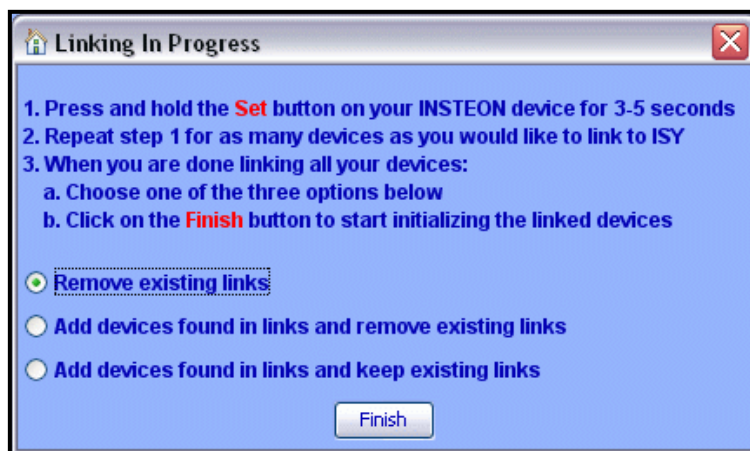 Linking In Progress
1. Press and hold the Set button on your INSTEON device for 3-5 seconds
2. Repeat step 1 for as many devices as you would like to link to ISY
3. When you are done linking all your devices:
a. Choose one of the three options below
b. Click on the Finish button to start initializing the linked devices
Remove existing links
Add devices found in links and remove existing links
Add devices found in links and keep existing links
Finish